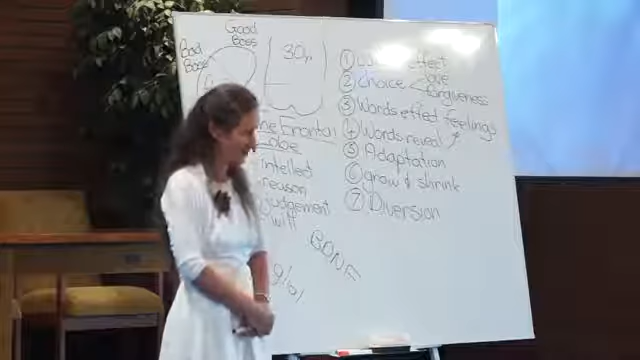 Good
Boss
Bad
Boss
30
① effect
② choice < love
forgiveness
③ Words effect feelings
④ Words reveal
⑤ Adaptation
⑥ grow & shrink
⑦ Diversion
Lobe
intellect
reason
judgement
will
BONE